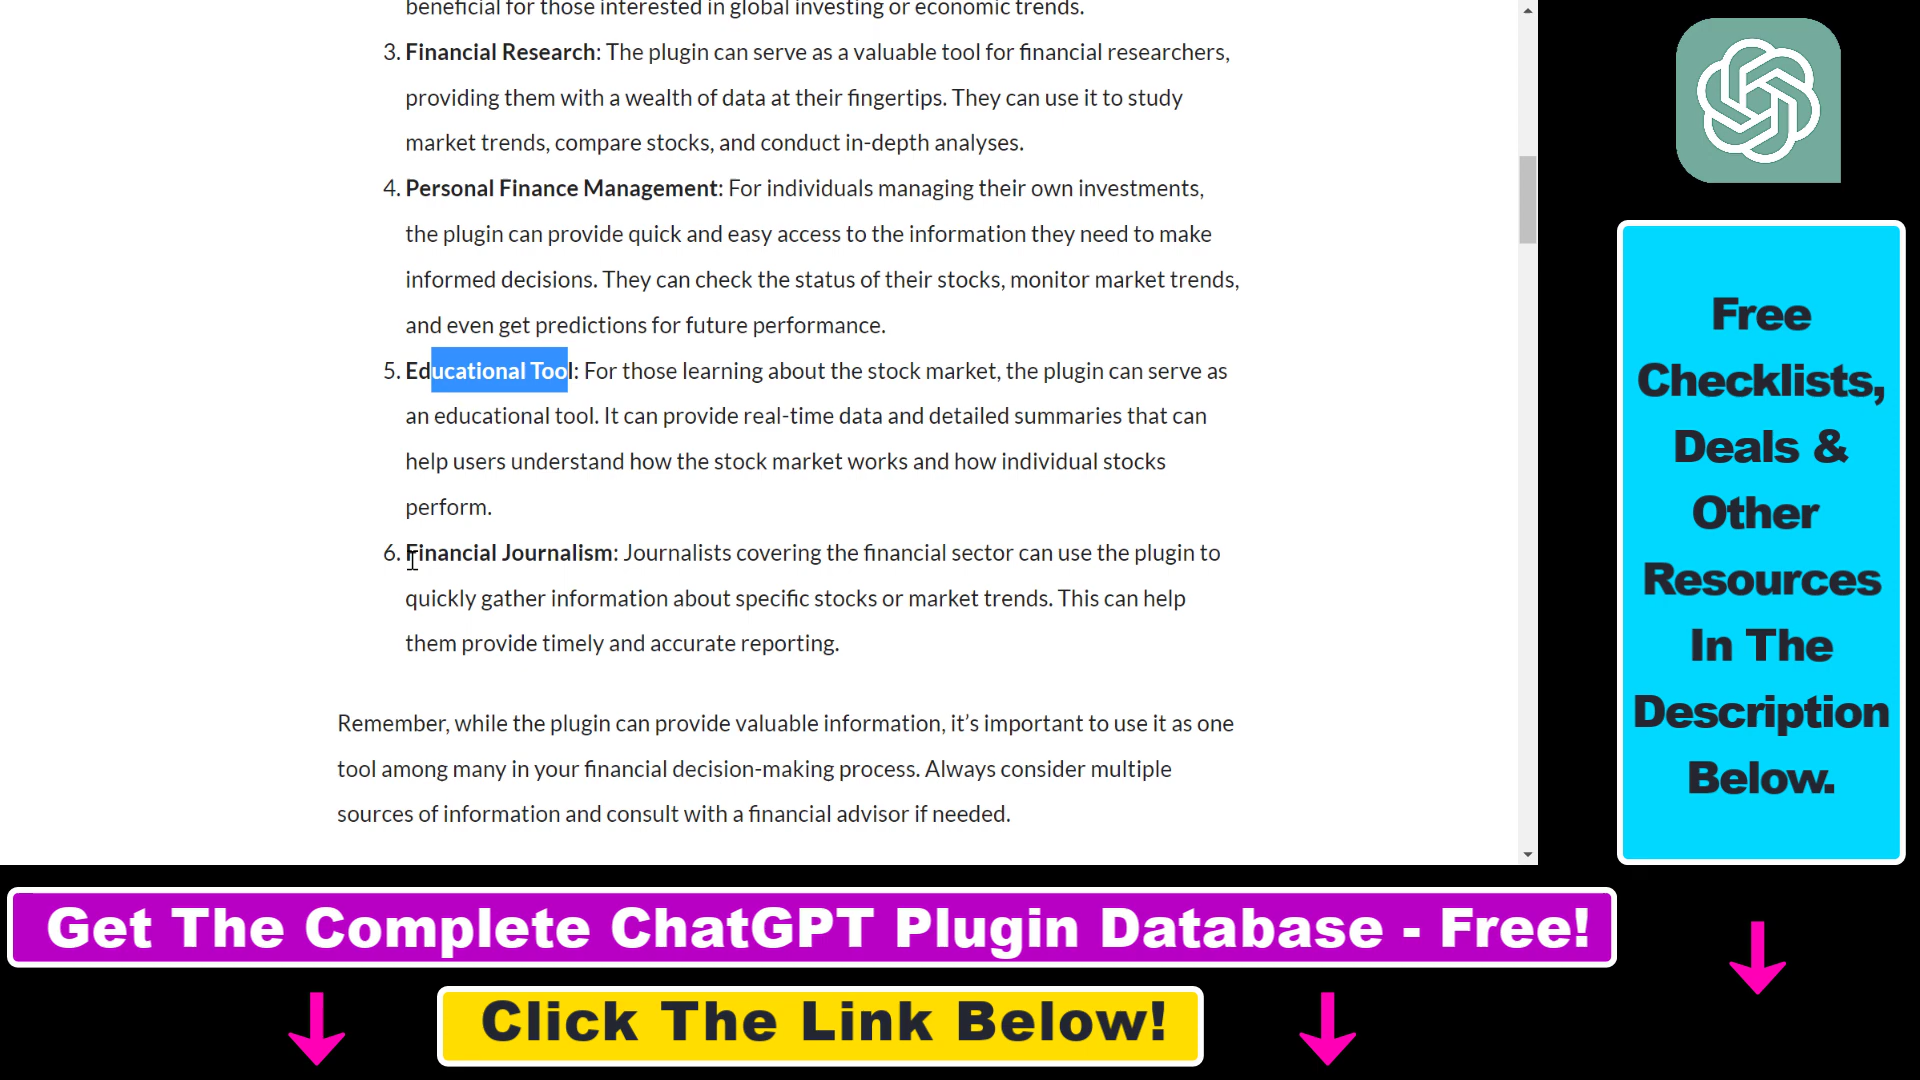 beneficial for those interested in global investing or economic trends.
3. Financial Research: The plugin can serve as a valuable tool for financial researchers,
providing them with a wealth of data at their fingertips. They can use it to study
market trends, compare stocks, and conduct in-depth analyses.
4. Personal Finance Management: For individuals managing their own investments,
the plugin can provide quick and easy access to the information they need to make
informed decisions. They can check the status of their stocks, monitor market trends,
and even get predictions for future performance.
5. Educational Tool: For those learning about the stock market, the plugin can serve as
an educational tool. It can provide real-time data and detailed summaries that can
help users understand how the stock market works and how individual stocks
perform.
6. Financial Journalism: Journalists covering the financial sector can use the plugin to
quickly gather information about specific stocks or market trends. This can help
them provide timely and accurate reporting.
Remember, while the plugin can provide valuable information, it's important to use it as one
tool among many in your financial decision-making process. Always consider multiple
sources of information and consult with a financial advisor if needed.
Free
Checklists,
Deals &
Other
Resources
In The
Description
Below.
Get The Complete ChatGPT Plugin Database - Free!
Click The Link Below!